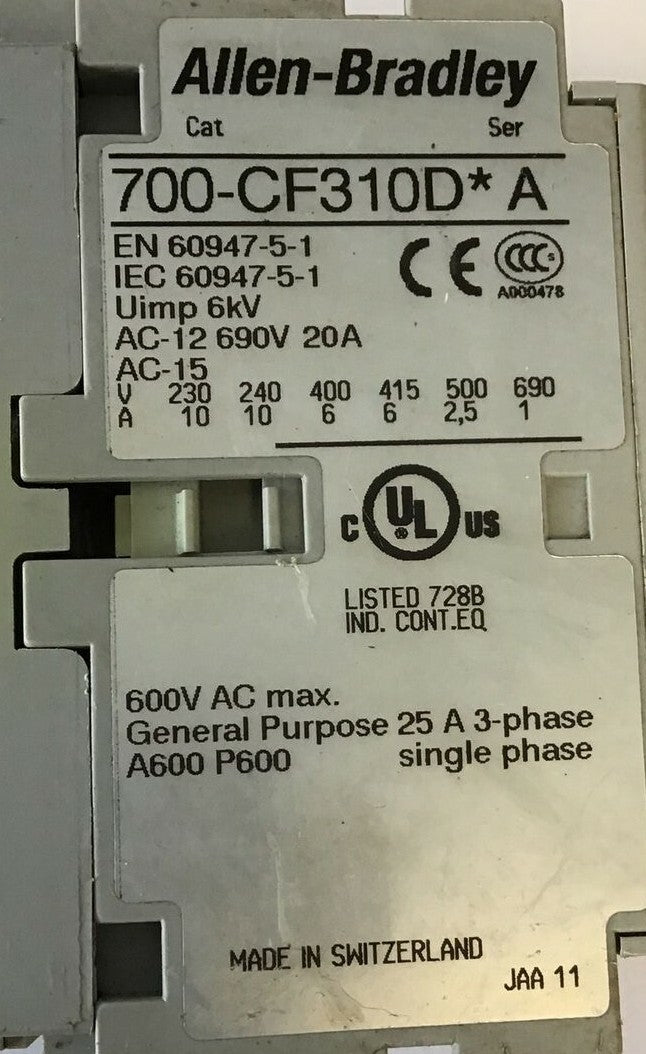 Allen-Bradley
Cat Ser
700-CF310D* A
EN 60947-5-1
IEC 60947-5-1
CE CCC S
A000478
Uimp 6kV
AC-12 690V 20A
AC-15
V 230 240 400 415 500 690
A 10 10 6 6 2,5 1
C UL ® US
LISTED 728B
IND. CONT.EQ
600V AC max.
General Purpose 25 A 3-phase
A600 P600 single phase
MADE IN SWITZERLAND
JAA 11